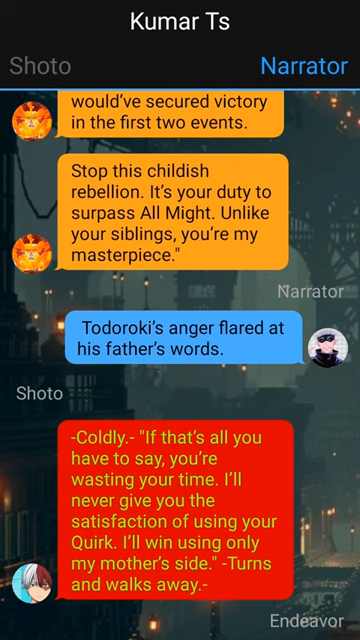 Kumar Ts
Shoto
Narrator
would’ve secured victory
in the first two events.
Stop this childish
rebellion. It’s your duty to
surpass All Might. Unlike
your siblings, you’re my
masterpiece."
Narrator
Todoroki’s anger flared at
his father’s words.
Shoto
-Coldly.- "If that’s all you
have to say, you’re
wasting your time. I’ll
never give you the
satisfaction of using your
Quirk. I’ll win using only
my mother’s side." -Turns
and walks away.-
Endeavor